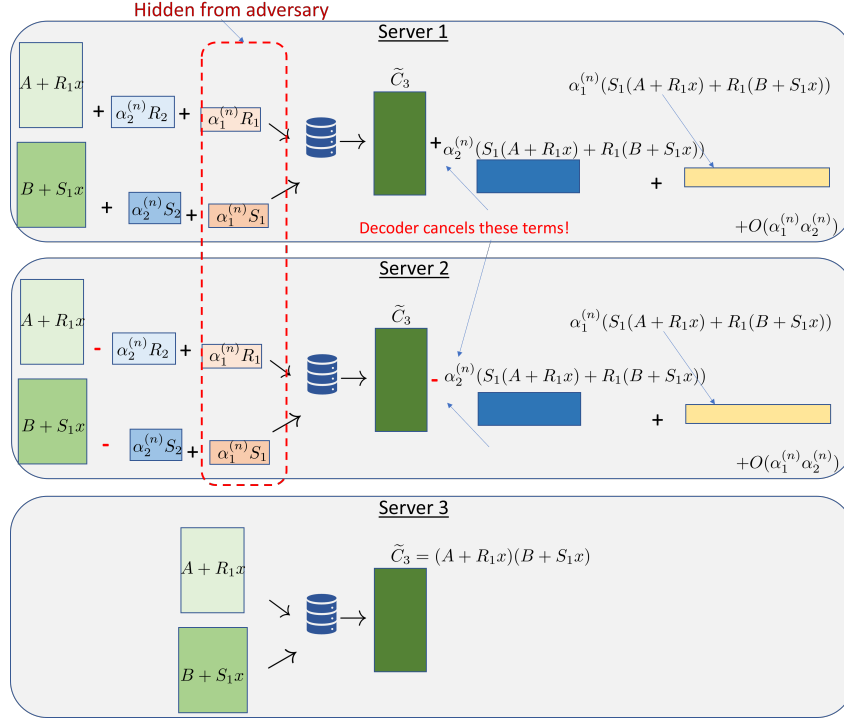 Hidden from adversary
Server 1
A + R₁x + α₂⁽ⁿ⁾R₂ + α₁⁽ⁿ⁾R₁
B + S₁x + α₂⁽ⁿ⁾S₂ + α₁⁽ⁿ⁾S₁
C̃₃
+ α₂⁽ⁿ⁾(S₁(A + R₁x) + R₁(B + S₁x))
+
α₁⁽ⁿ⁾(S₁(A + R₁x) + R₁(B + S₁x))
+O(α₁⁽ⁿ⁾α₂⁽ⁿ⁾)
Decoder cancels these terms!
Server 2
A + R₁x - α₂⁽ⁿ⁾R₂ + α₁⁽ⁿ⁾R₁
B + S₁x - α₂⁽ⁿ⁾S₂ + α₁⁽ⁿ⁾S₁
C̃₃
- α₂⁽ⁿ⁾(S₁(A + R₁x) + R₁(B + S₁x))
+
α₁⁽ⁿ⁾(S₁(A + R₁x) + R₁(B + S₁x))
+O(α₁⁽ⁿ⁾α₂⁽ⁿ⁾)
Server 3
A + R₁x
B + S₁x
C̃₃ = (A + R₁x)(B + S₁x)